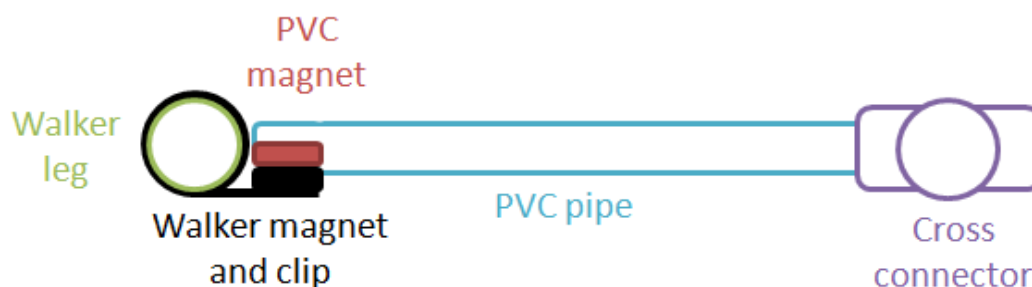 PVC
magnet
Walker
leg
PVC pipe
Walker magnet
and clip
Cross
connector